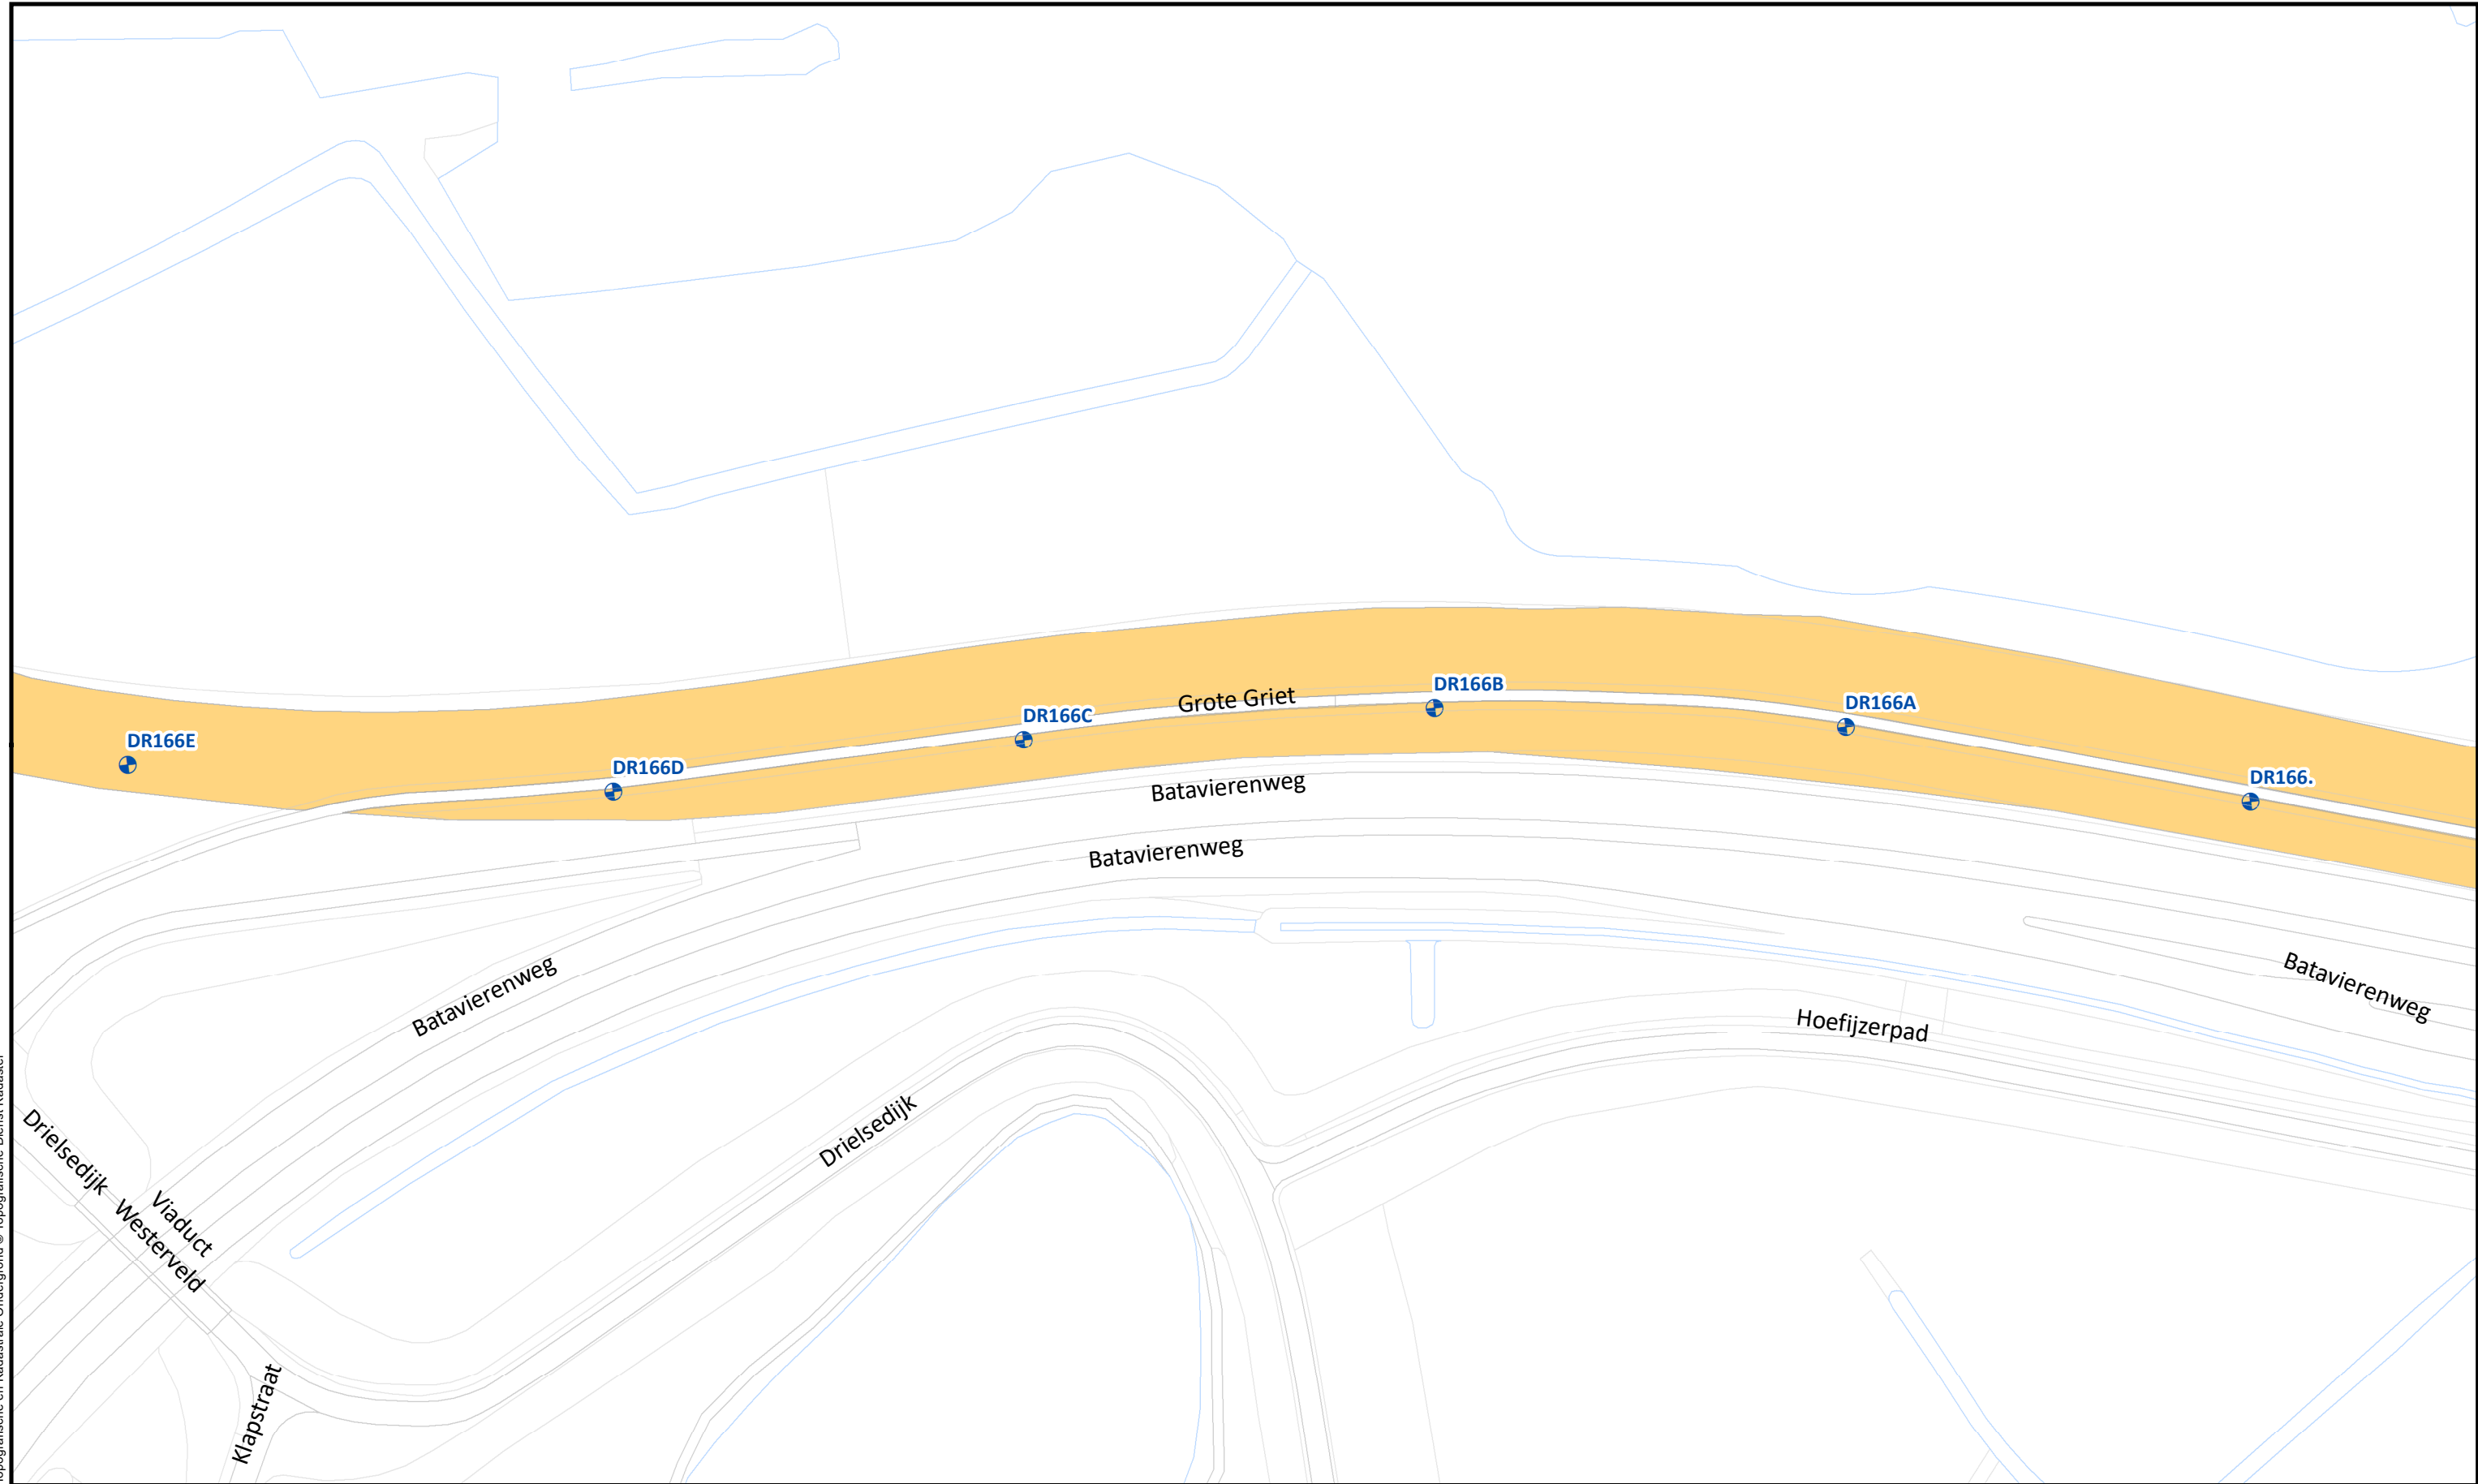 Grote Griet
DR166B
DR166A
DR166C
DR166E
DR166D
DR166.
Batavierenweg
Batavierenweg
Batavierenweg
Batavierenweg
Hoefijzerpad
Drielsedijk
Drielsedijk
Viaduct
Westerveld
Klapstraat